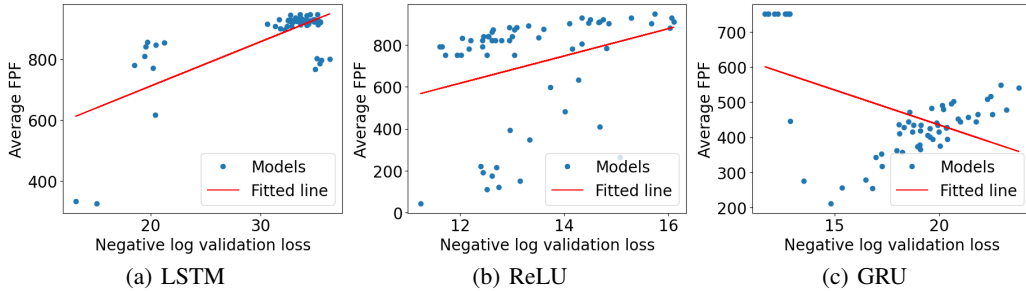 Average FPF
800
600
400
20
30
Negative log validation loss
Models
Fitted line
(a) LSTM
Average FPF
800
600
400
200
0
12
14
16
Negative log validation loss
Models
Fitted line
(b) ReLU
Average FPF
700
600
500
400
300
200
15
20
Negative log validation loss
Models
Fitted line
(c) GRU